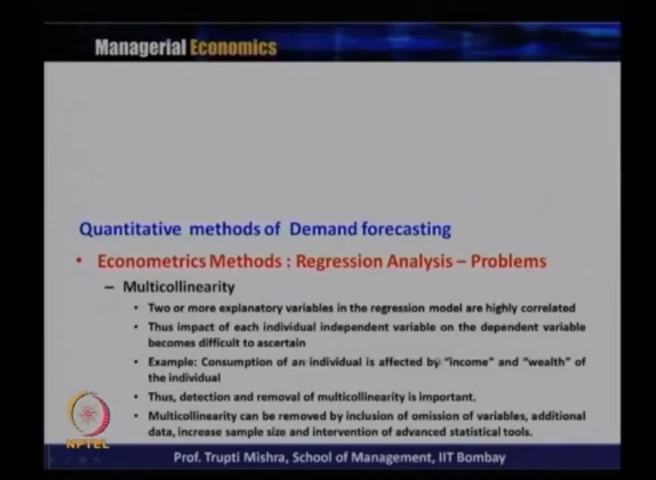 Managerial Economics
Quantitative methods of Demand forecasting
• Econometrics Methods : Regression Analysis – Problems
– Multicollinearity
• Two or more explanatory variables in the regression model are highly correlated
• Thus impact of each individual independent variable on the dependent variable
becomes difficult to ascertain
• Example: Consumption of an individual is affected by "income" and "wealth" of
the individual
• Thus, detection and removal of multicollinearity is important.
• Multicollinearity can be removed by inclusion of omission of variables, additional
data, increase sample size and intervention of advanced statistical tools.
NPTEL
Prof. Trupti Mishra, School of Management, IIT Bombay